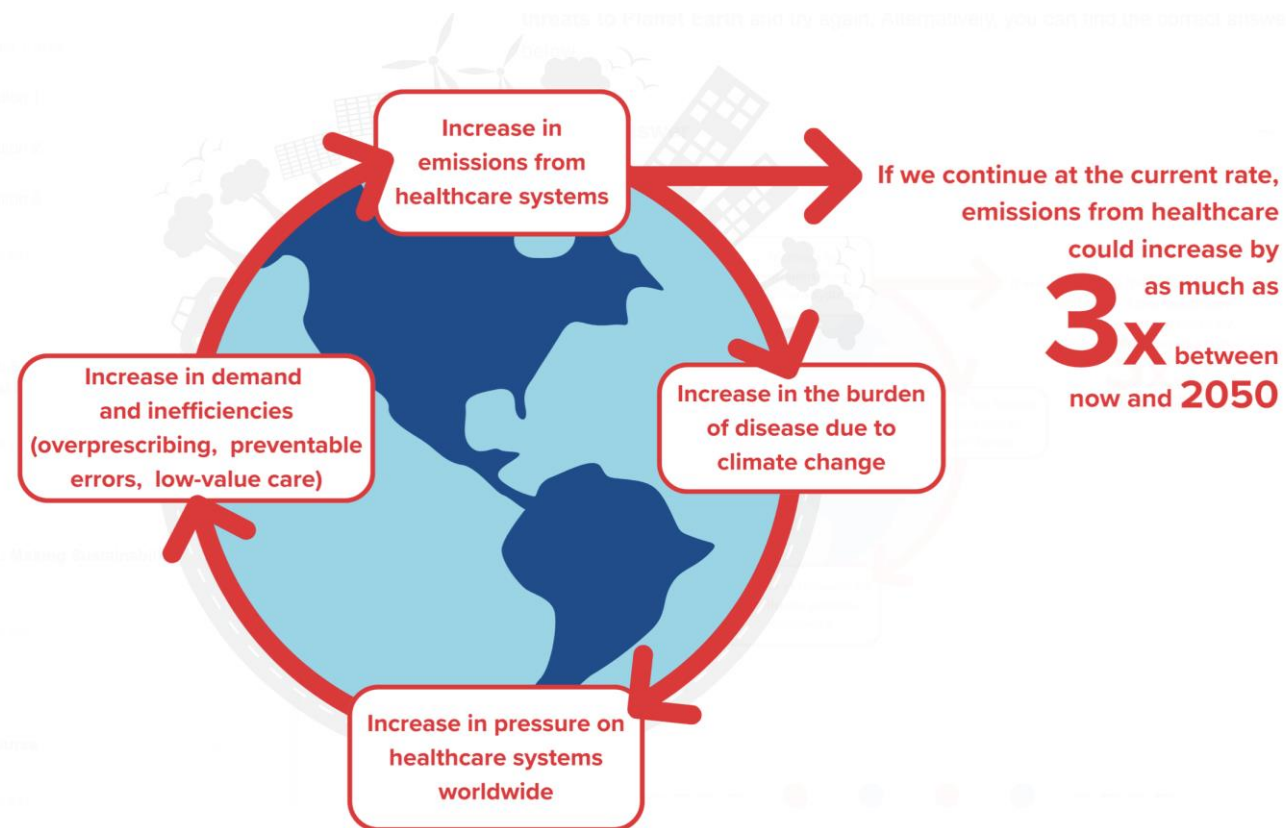 Increase in
emissions from
healthcare systems
If we continue at the current rate,
emissions from healthcare
could increase by
as much as
3x between
now and 2050
Increase in the burden
of disease due to
climate change
Increase in pressure on
healthcare systems
worldwide
Increase in demand
and inefficiencies
(overprescribing, preventable
errors, low-value care)